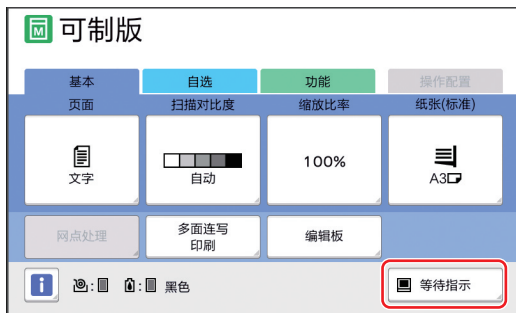 M 可制版
基本 自选 功能 操作配置
页面 扫描对比度 缩放比率 纸张(标准)
文字 自动 100% A3
网点处理 多面连写 编辑板
印刷
i : : 黑色 等待指示